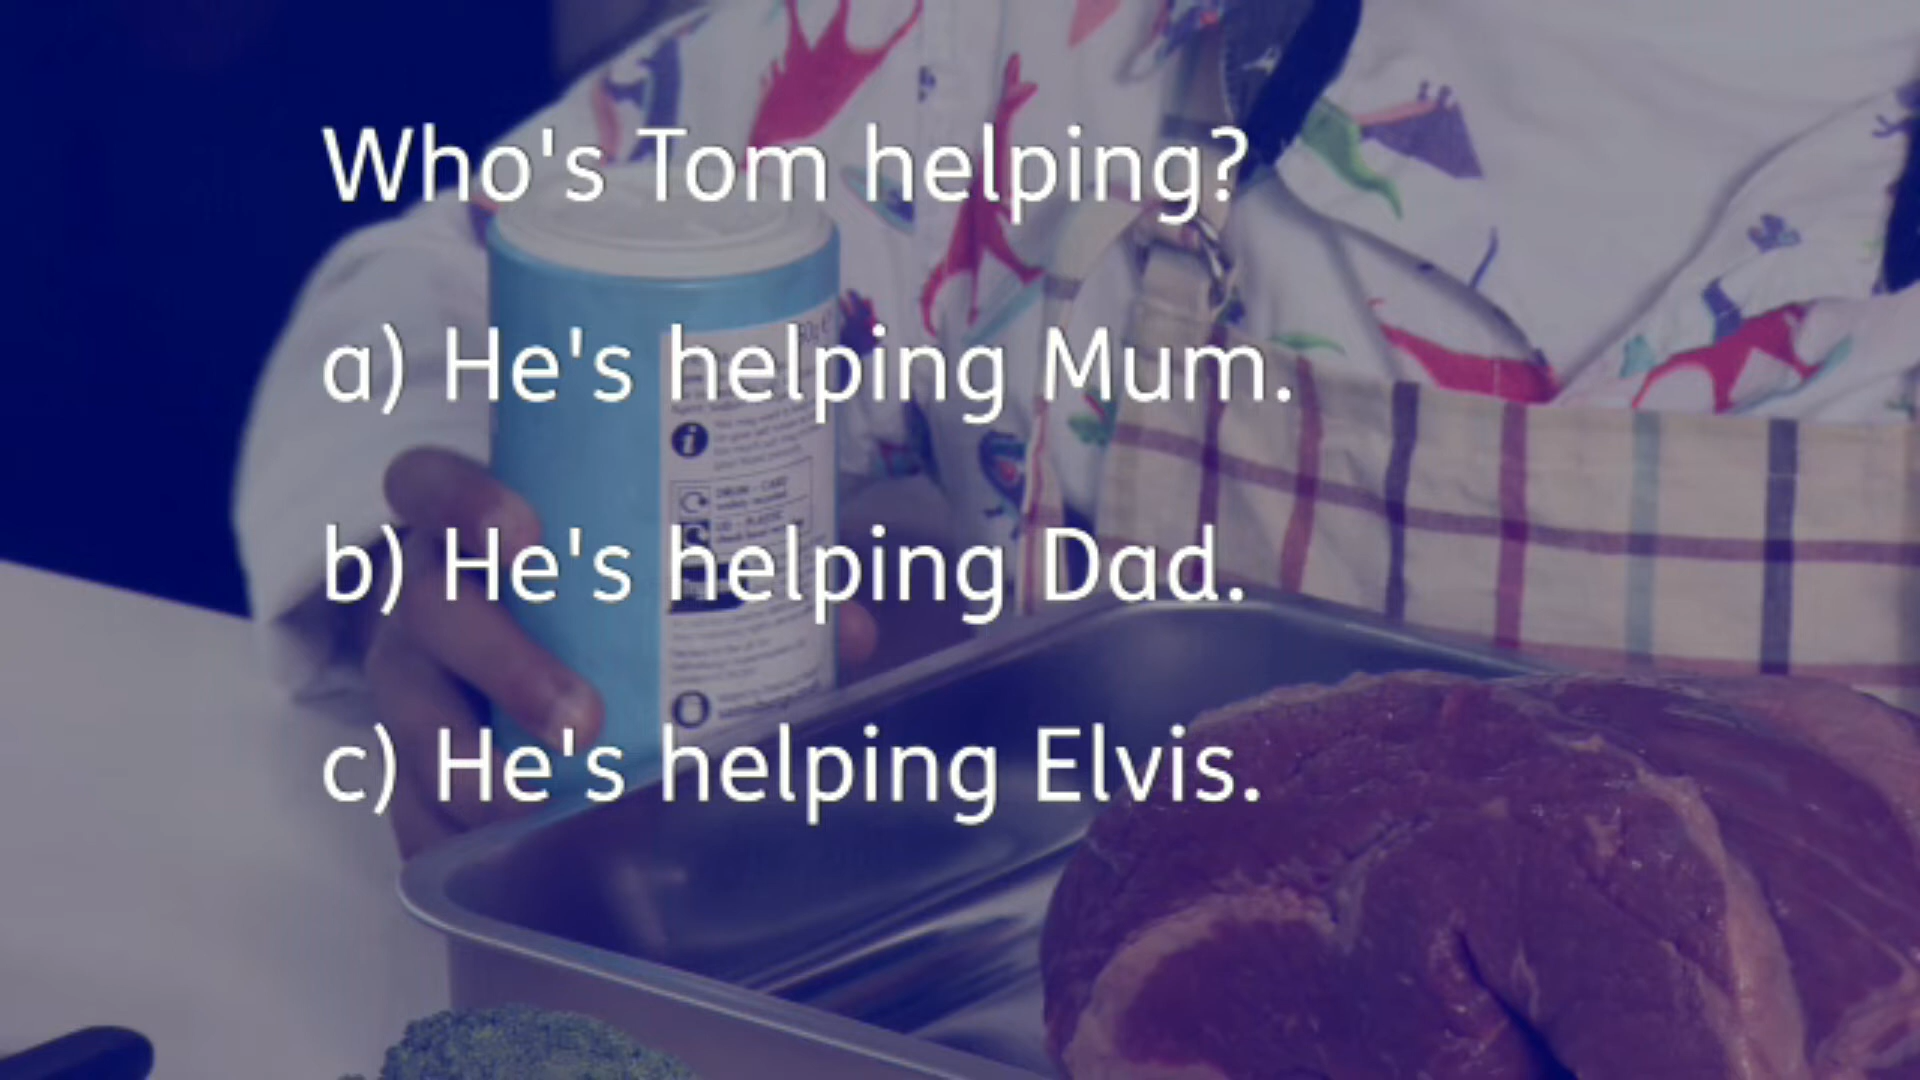 Who's Tom helping?
a) He's helping Mum.
b) He's helping Dad.
c) He's helping Elvis.